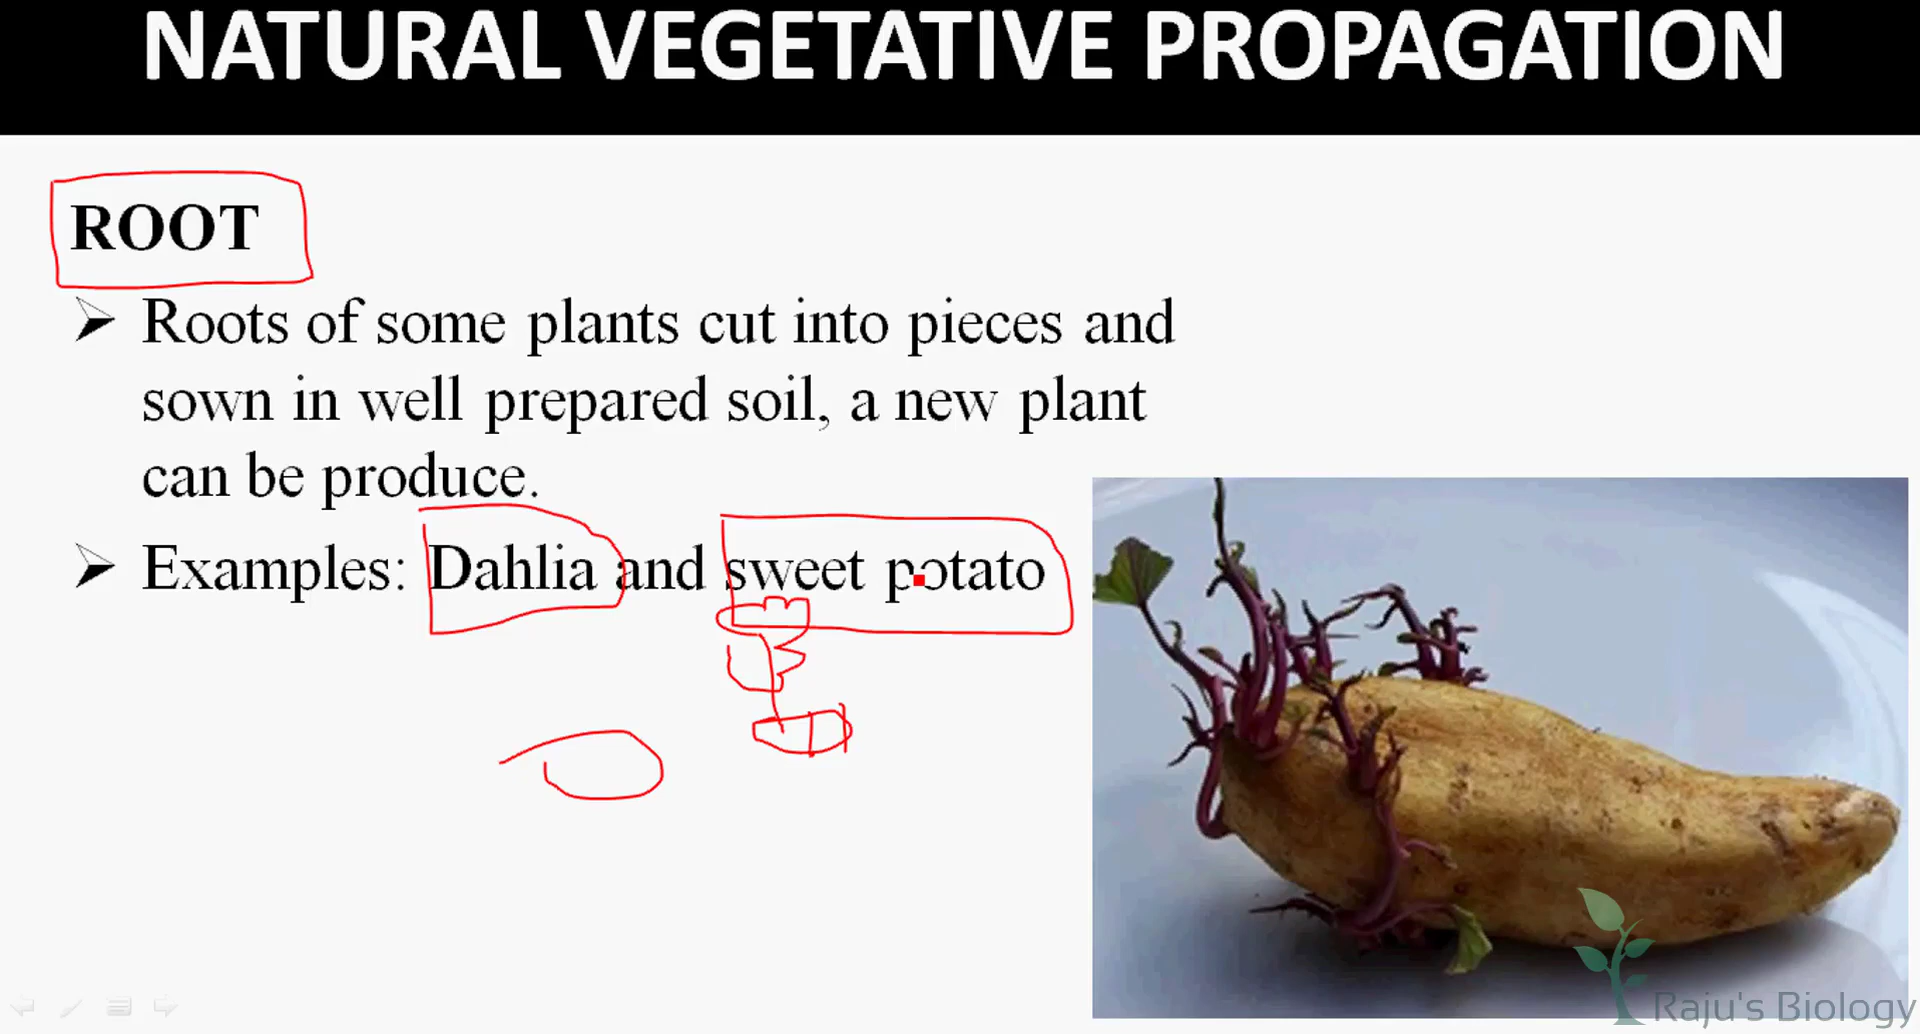 NATURAL VEGETATIVE PROPAGATION
ROOT
Roots of some plants cut into pieces and
sown in well prepared soil, a new plant
can be produce.
Examples: Dahlia and sweet potato
Raju's Biology